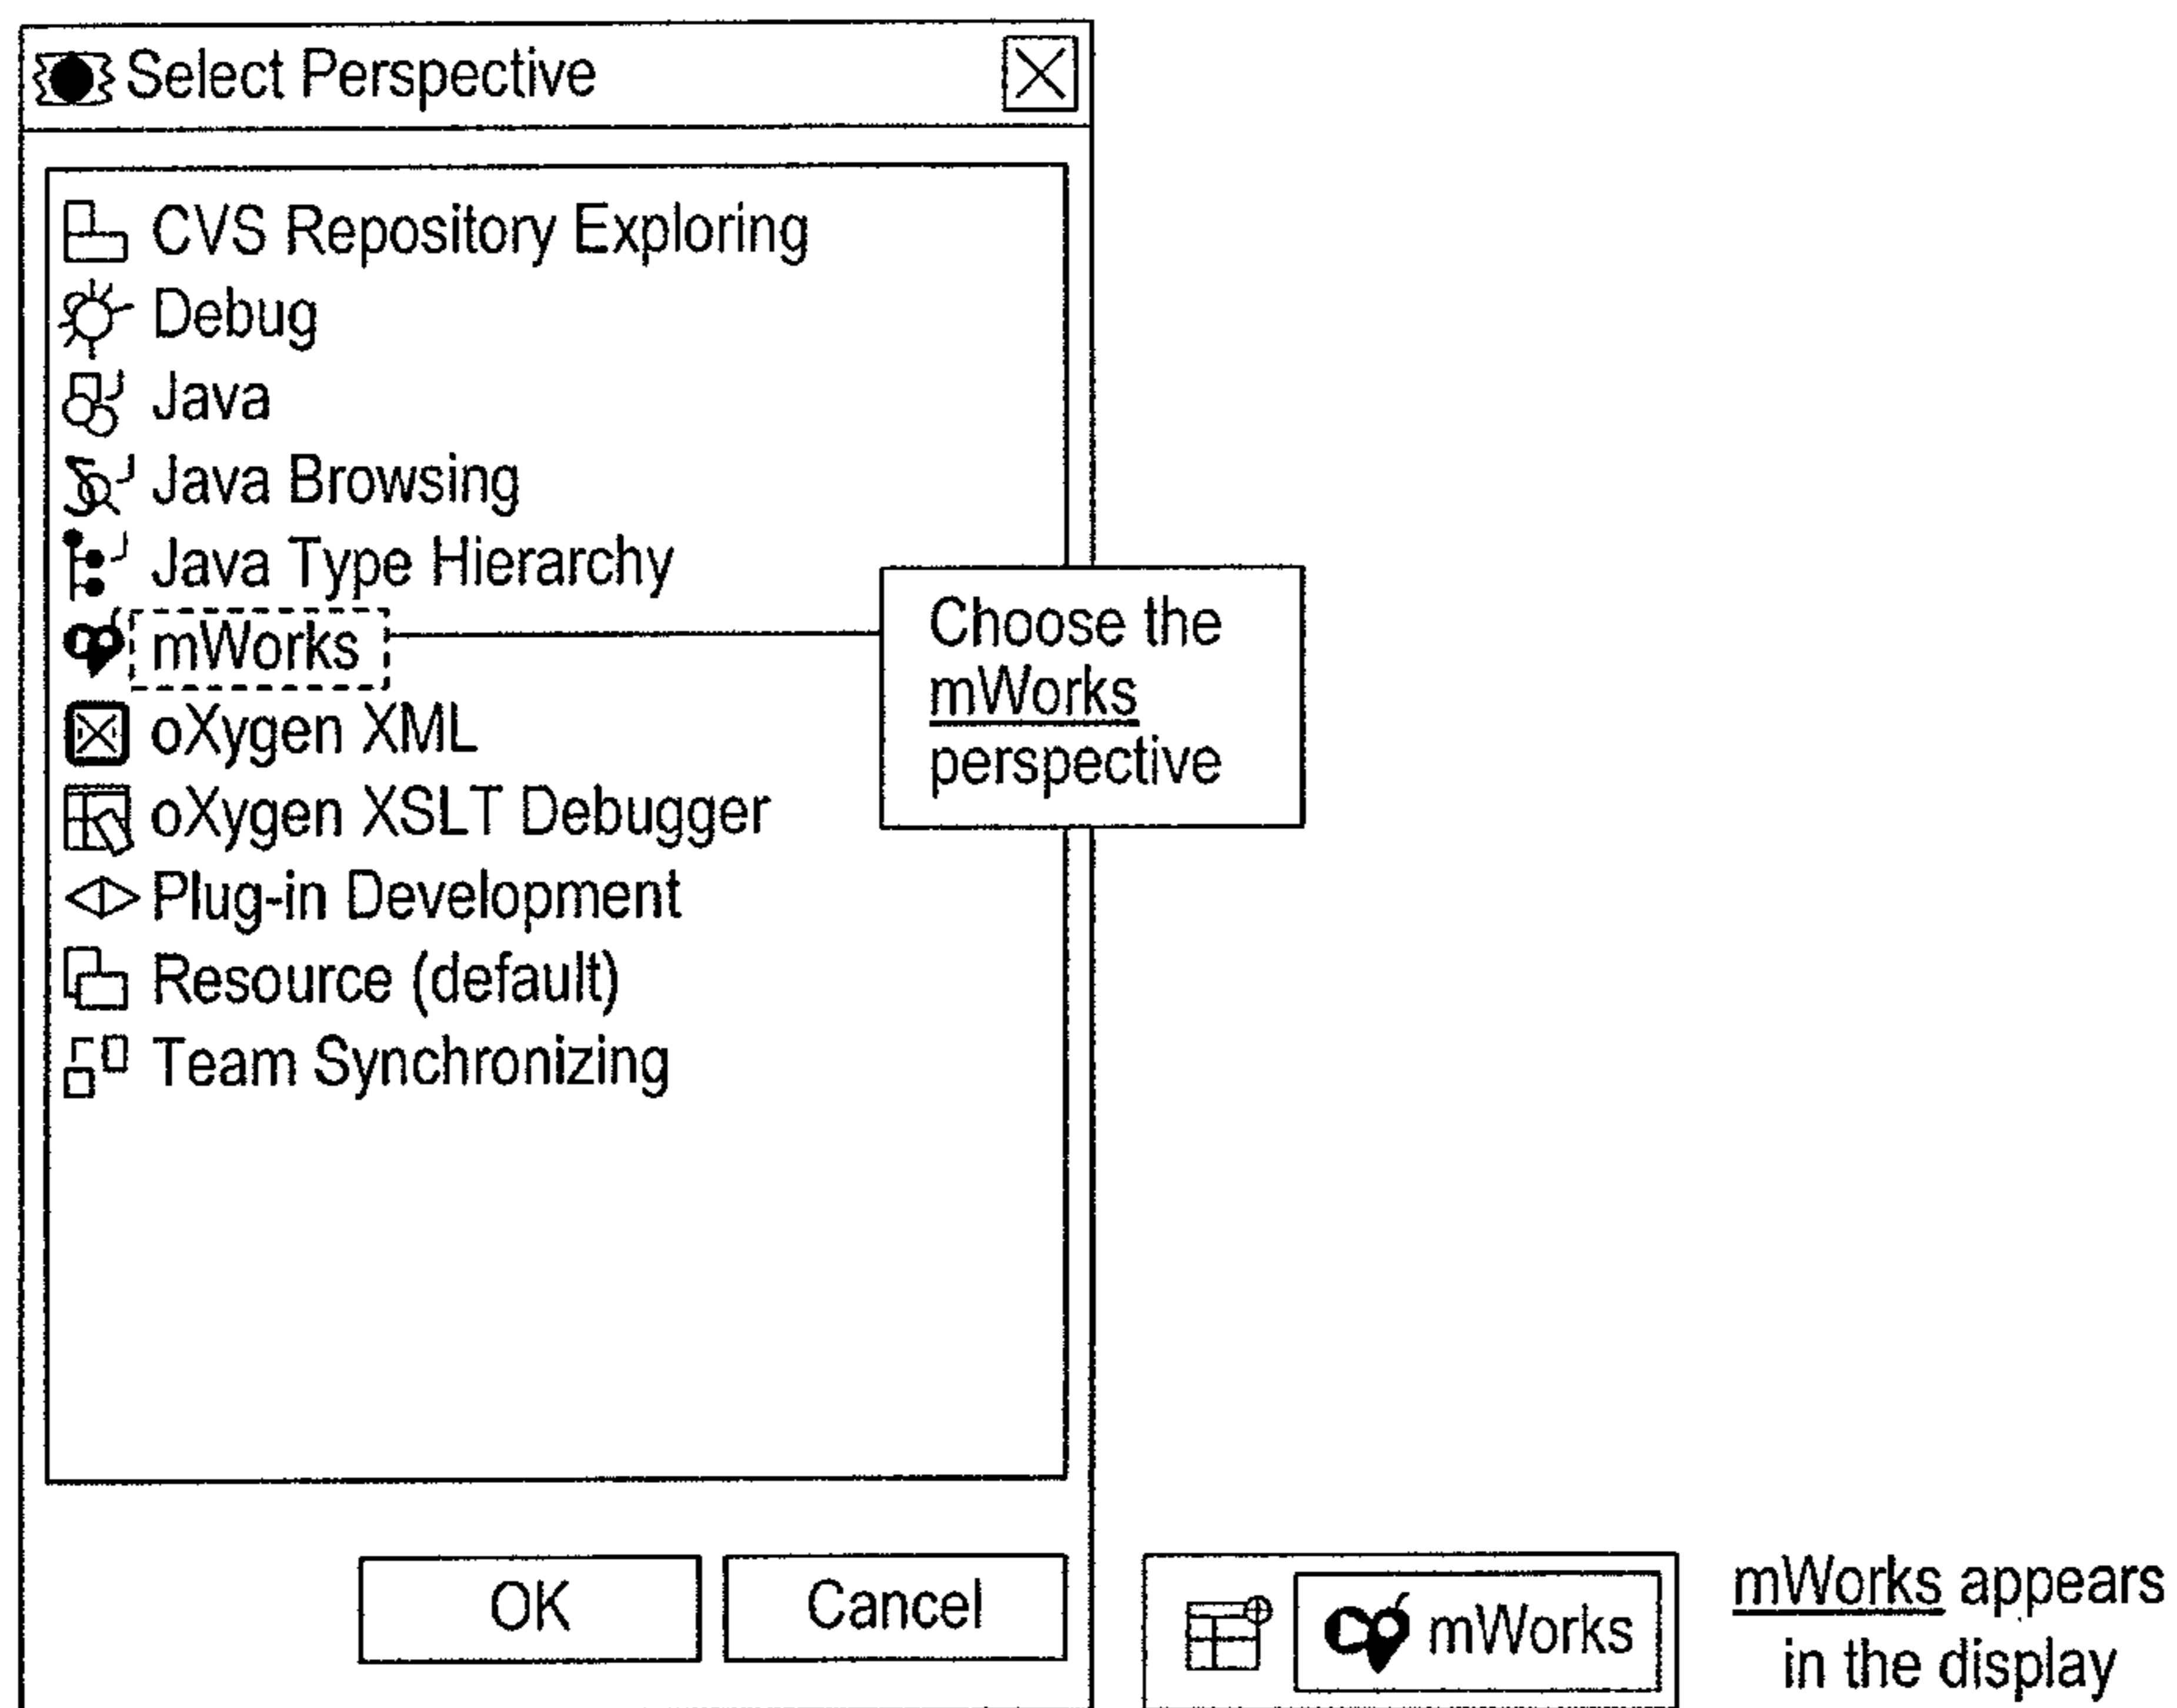 Select Perspective
CVS Repository Exploring
Debug
Java
Java Browsing
Java Type Hierarchy
mWorks
oXygen XML
oXygen XSLT Debugger
Plug-in Development
Resource (default)
Team Synchronizing
Choose the
mWorks
perspective
OK
Cancel
mWorks
mWorks appears
in the display